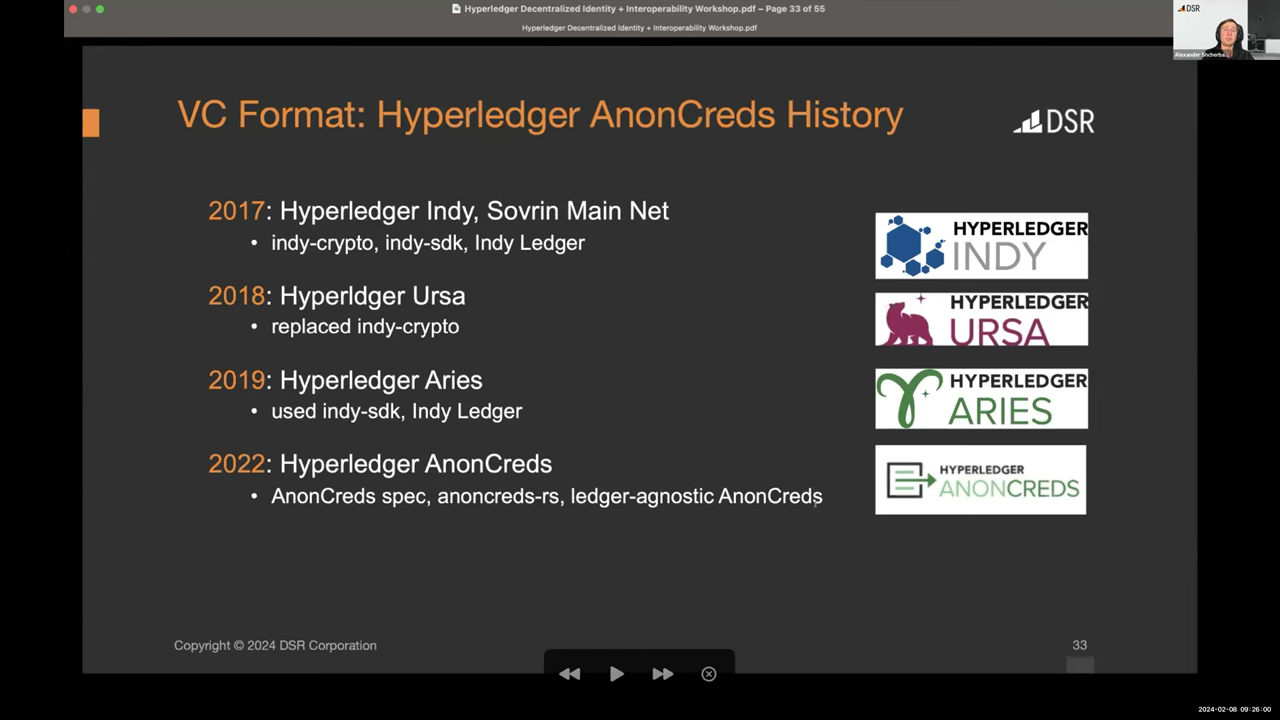 Hyperledger Decentralized Identity + Interoperability Workshop.pdf – Page 33 of 55
Hyperledger Decentralized Identity + Interoperability Workshop.pdf
DSR
Alexander Shcherba...
VC Format: Hyperledger AnonCreds History
DSR
2017: Hyperledger Indy, Sovrin Main Net
• indy-crypto, indy-sdk, Indy Ledger
HYPERLEDGER
INDY
2018: Hyperldger Ursa
• replaced indy-crypto
HYPERLEDGER
URSA
2019: Hyperledger Aries
• used indy-sdk, Indy Ledger
HYPERLEDGER
ARIES
2022: Hyperledger AnonCreds
• AnonCreds spec, anoncreds-rs, ledger-agnostic AnonCreds
HYPERLEDGER
ANONCREDS
Copyright © 2024 DSR Corporation
33
2024-02-08 09:26:00